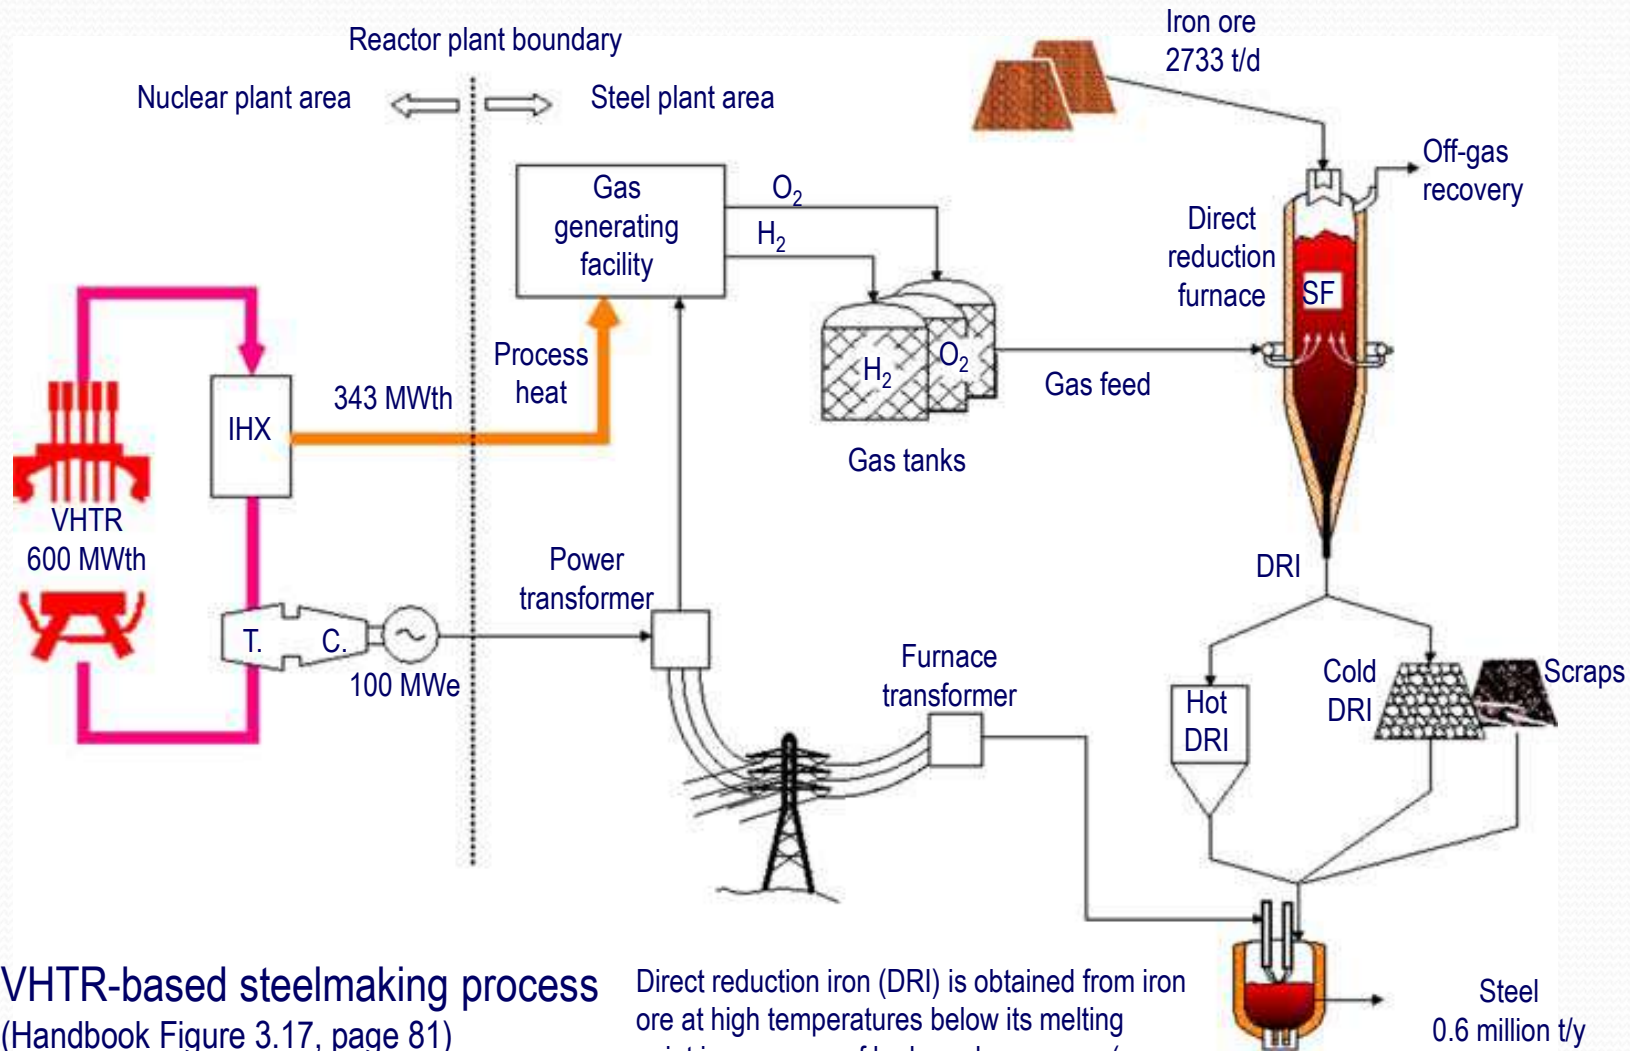 Reactor plant boundary
Nuclear plant area
Steel plant area
Iron ore
2733 t/d
Off-gas
recovery
Gas
generating
facility
O2
H2
Direct
reduction
furnace
SF
Process
heat
343 MWth
IHX
H2
O2
Gas feed
Gas tanks
VHTR
600 MWth
Power
transformer
DRI
T.
C.
100 MWe
Furnace
transformer
Hot
DRI
Cold
DRI
Scraps
VHTR-based steelmaking process
(Handbook Figure 3.17, page 81)
Direct reduction iron (DRI) is obtained from iron
ore at high temperatures below its melting
Steel
0.6 million t/y